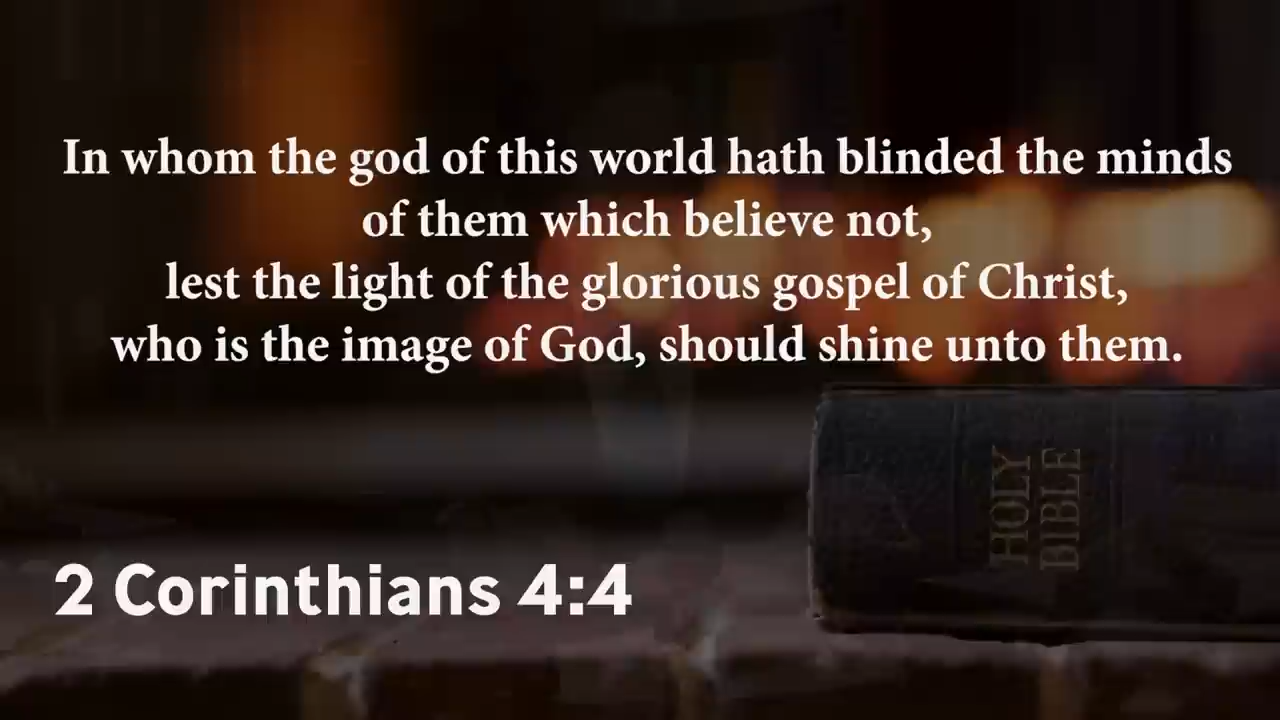 In whom the god of this world hath blinded the minds
of them which believe not,
lest the light of the glorious gospel of Christ,
who is the image of God, should shine unto them.
HOLY
BIBLE
2 Corinthians 4:4